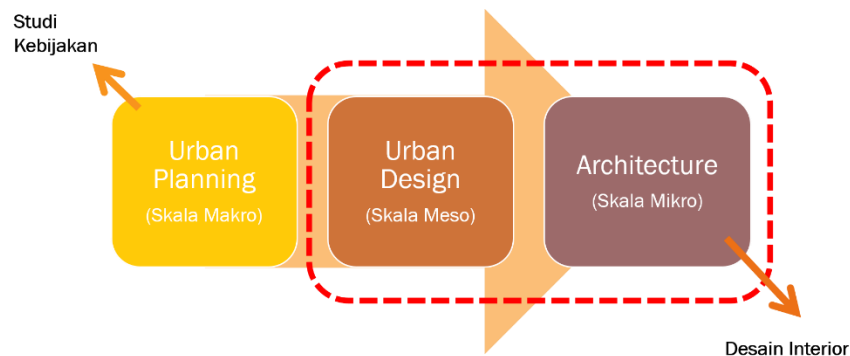 Studi
Kebijakan
Urban
Planning
(Skala Makro)
Urban
Design
(Skala Meso)
Architecture
(Skala Mikro)
Desain Interior